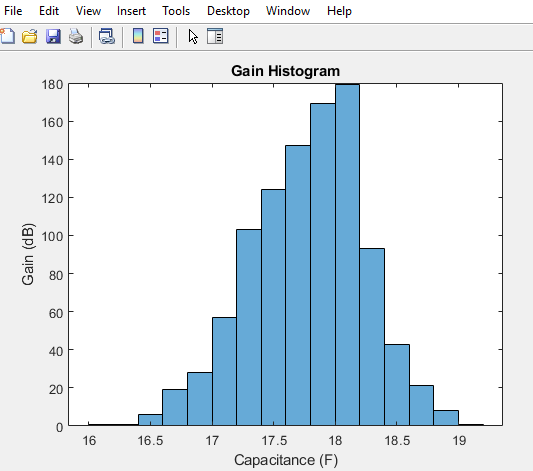 File Edit View Insert Tools Desktop Window Help
Gain Histogram
180
160
140
120
100
80
60
40
20
0
Gain (dB)
16 16.5 17 17.5 18 18.5 19
Capacitance (F)